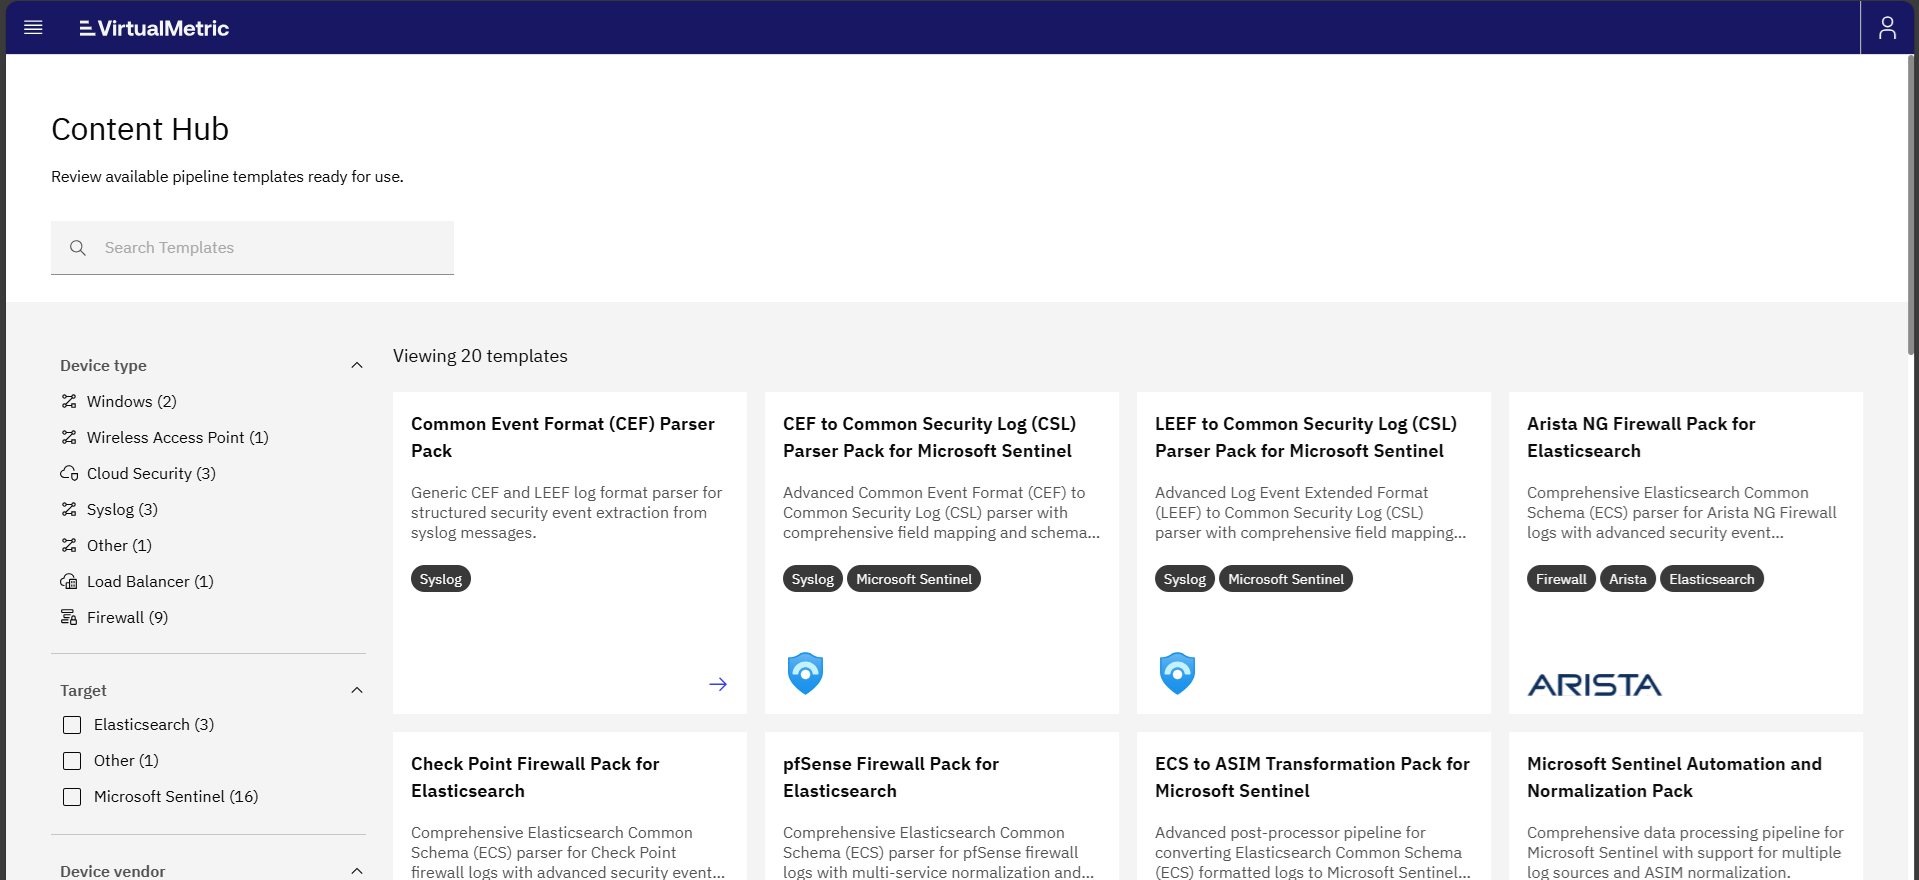 VirtualMetric
Content Hub
Review available pipeline templates ready for use.
Search Templates
Device type
Windows (2)
Wireless Access Point (1)
Cloud Security (3)
Syslog (3)
Other (1)
Load Balancer (1)
Firewall (9)
Target
Elasticsearch (3)
Other (1)
Microsoft Sentinel (16)
Device vendor
Viewing 20 templates
Common Event Format (CEF) Parser
Pack
Generic CEF and LEEF log format parser for
structured security event extraction from
syslog messages.
Syslog
CEF to Common Security Log (CSL)
Parser Pack for Microsoft Sentinel
Advanced Common Event Format (CEF) to
Common Security Log (CSL) parser with
comprehensive field mapping and schema...
Syslog Microsoft Sentinel
LEEF to Common Security Log (CSL)
Parser Pack for Microsoft Sentinel
Advanced Log Event Extended Format
(LEEF) to Common Security Log (CSL)
parser with comprehensive field mapping...
Syslog Microsoft Sentinel
Arista NG Firewall Pack for
Elasticsearch
Comprehensive Elasticsearch Common
Schema (ECS) parser for Arista NG Firewall
logs with advanced security event...
Firewall Arista Elasticsearch
ARISTA
Check Point Firewall Pack for
Elasticsearch
Comprehensive Elasticsearch Common
Schema (ECS) parser for Check Point
firewall logs with advanced security event...
pfSense Firewall Pack for
Elasticsearch
Comprehensive Elasticsearch Common
Schema (ECS) parser for pfSense firewall
logs with multi-service normalization and...
ECS to ASIM Transformation Pack for
Microsoft Sentinel
Advanced post-processor pipeline for
converting Elasticsearch Common Schema
(ECS) formatted logs to Microsoft Sentinel...
Microsoft Sentinel Automation and
Normalization Pack
Comprehensive data processing pipeline for
Microsoft Sentinel with support for multiple
log sources and ASIM normalization.